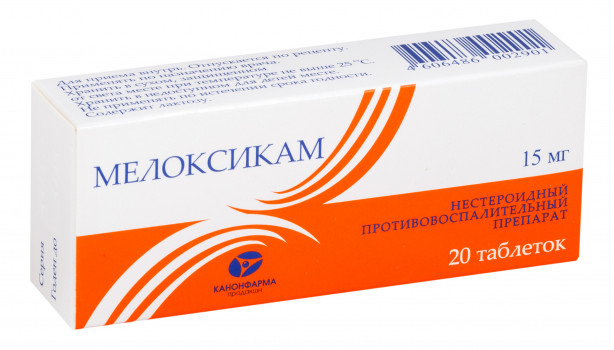 Для приема внутрь. Отпускается по рецепту.
Применять по назначению врача.
Хранить в сухом, защищенном
от света месте при температуре не выше 25 °С.
Хранить в недоступном для детей месте.
Не применять по истечении срока годности.
Содержит лактозу.
4 606486 002901
МЕЛОКСИКАМ
15 мг
НЕСТЕРОИДНЫЙ
ПРОТИВОВОСПАЛИТЕЛЬНЫЙ
ПРЕПАРАТ
20 таблеток
КАНОНФАРМА
продакшн
Серия
Годен до